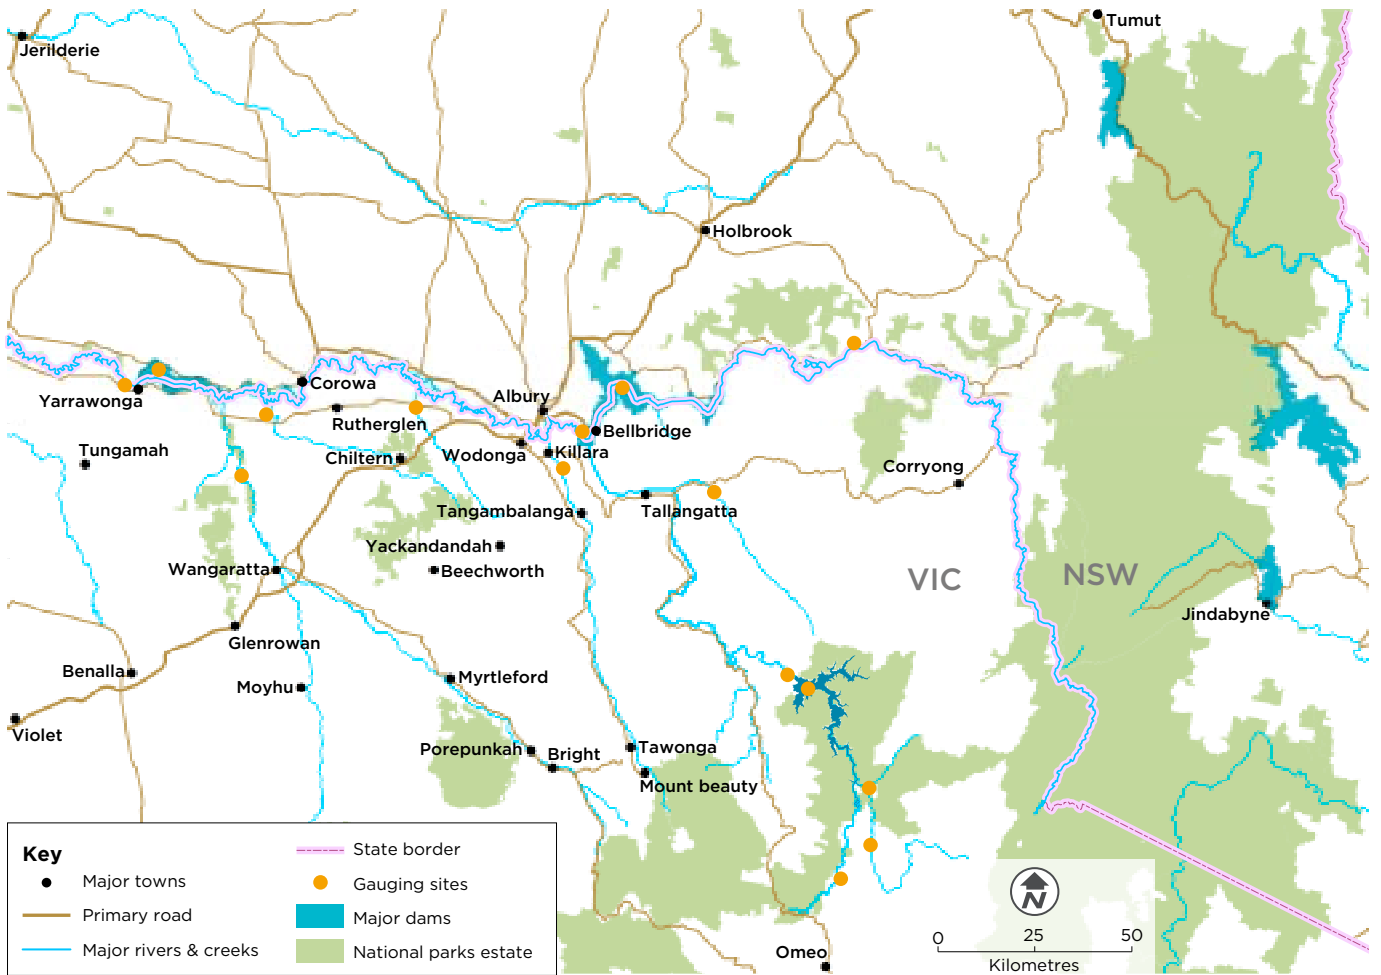 Tumut
Jerilderie
Holbrook
Corowa
Yarrawonga
Albury
Rutherglen
Bellbridge
Tungamah
Chiltern
Wodonga
Killara
Corryong
Tangambalanga
Tallangatta
Yackandandah
Wangaratta
Beechworth
VIC
NSW
Jindabyne
Glenrowan
Benalla
Moyhu
Myrtleford
Violet
Porepunkah
Bright
Tawonga
Mount beauty
Key
Major towns
Primary road
Major rivers & creeks
State border
Gauging sites
Major dams
National parks estate
Omeo
N
0 25 50
Kilometres